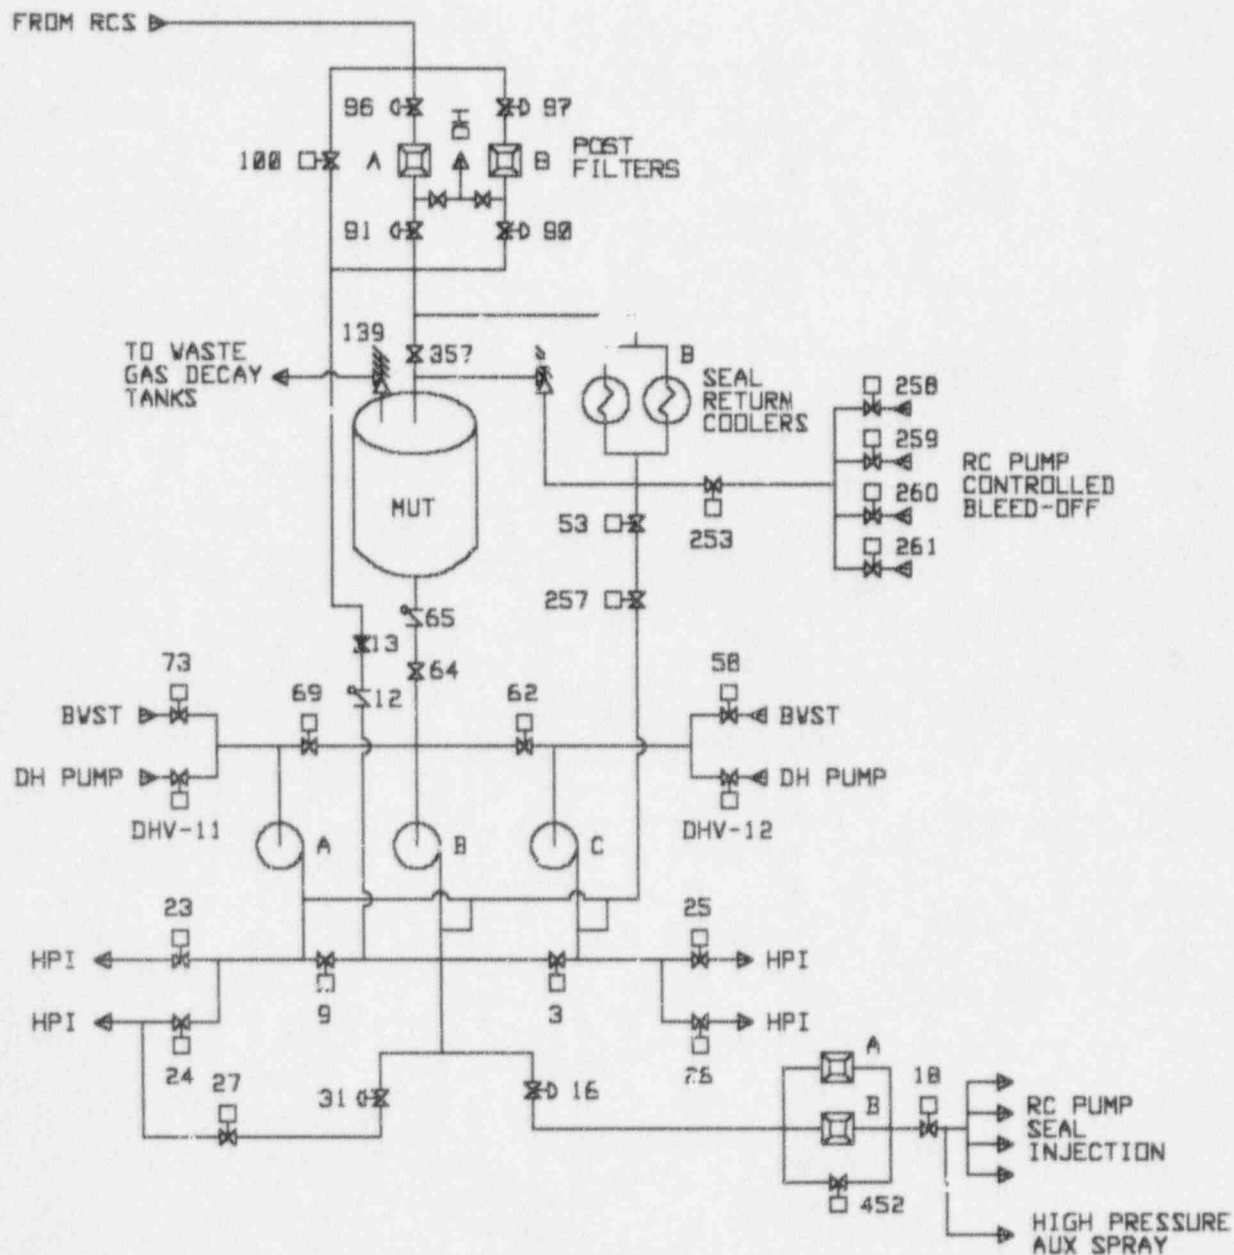 FROM RCS
96
97
100
A
B
POST
FILTERS
91
90
139
357
TO WASTE
GAS DECAY
TANKS
B
SEAL
RETURN
COOLERS
258
259
260
261
RC PUMP
CONTROLLED
BLEED-OFF
MUT
53
253
257
65
13
64
12
73
69
62
58
BWST
BWST
DH PUMP
DH PUMP
DHV-11
DHV-12
A
B
C
23
25
HPI
HPI
9
3
HPI
HPI
24
27
26
31
16
A
B
18
RC PUMP
SEAL
INJECTION
452
HIGH PRESSURE
AUX SPRAY